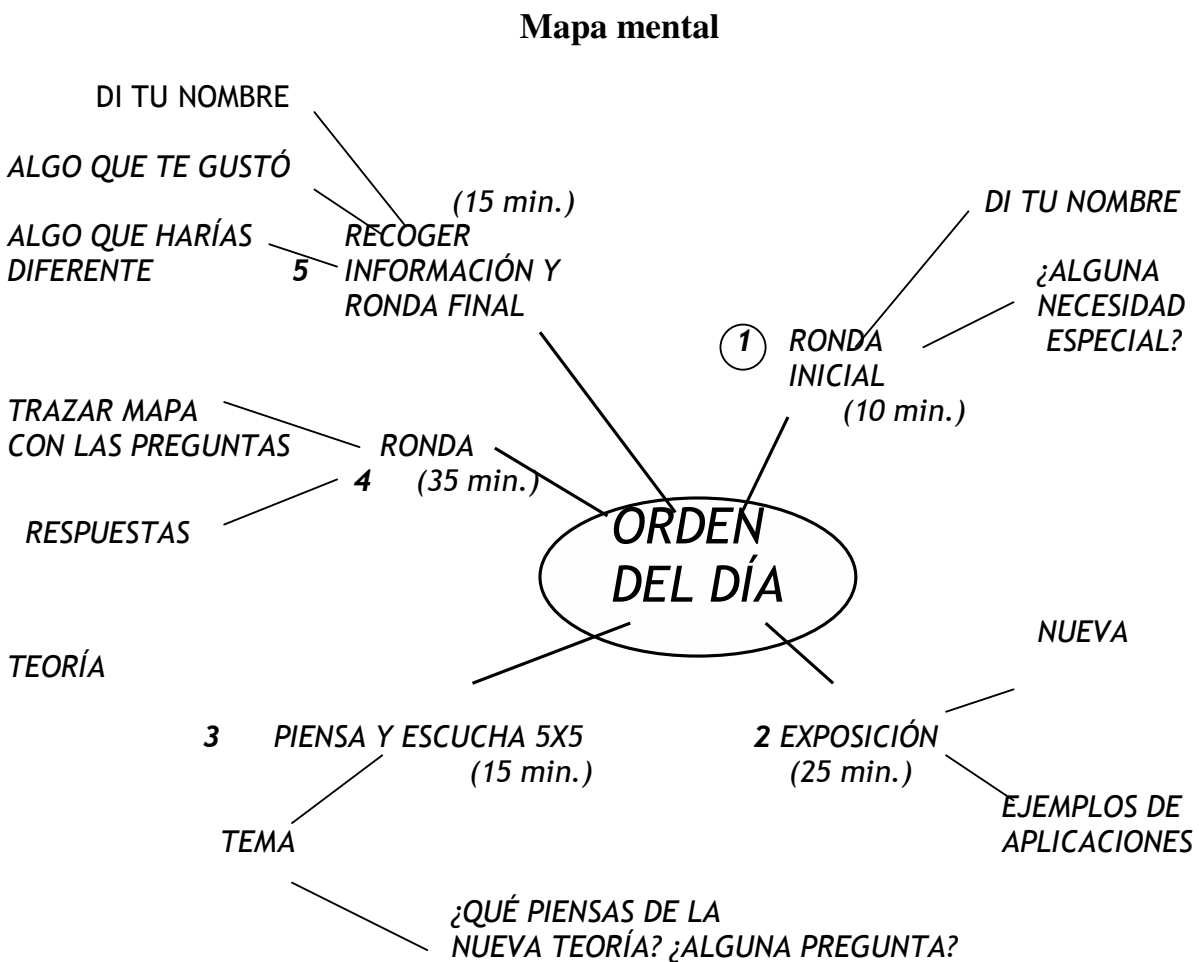 Mapa mental
DI TU NOMBRE
ALGO QUE TE GUSTÓ
ALGO QUE HARÍAS
DIFERENTE
(15 min.)
5 RECOGER
INFORMACIÓN Y
RONDA FINAL
DI TU NOMBRE
¿ALGUNA
NECESIDAD
ESPECIAL?
1 RONDA
INICIAL
(10 min.)
TRAZAR MAPA
CON LAS PREGUNTAS
RONDA
4 (35 min.)
RESPUESTAS
ORDEN
DEL DÍA
NUEVA
TEORÍA
3 PIENSA Y ESCUCHA 5X5
(15 min.)
2 EXPOSICIÓN
(25 min.)
EJEMPLOS DE
APLICACIONES
TEMA
¿QUÉ PIENSAS DE LA
NUEVA TEORÍA? ¿ALGUNA PREGUNTA?